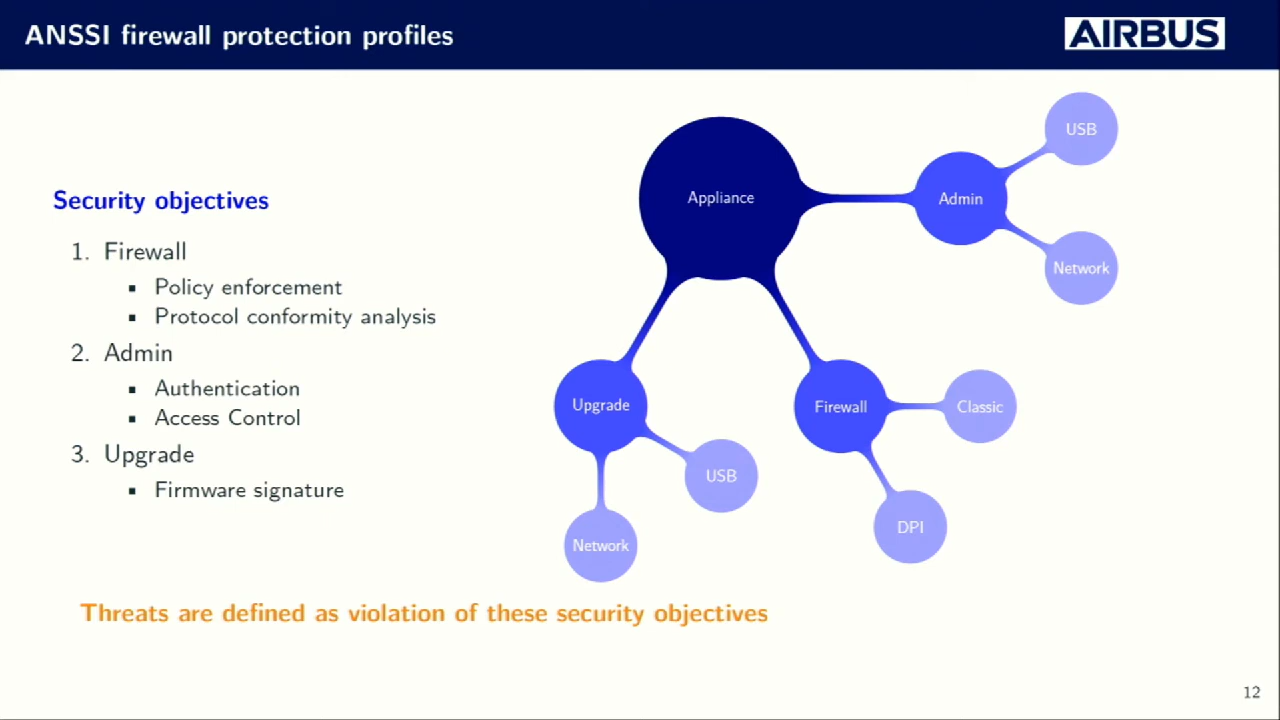 ANSSI firewall protection profiles
AIRBUS
Security objectives
1. Firewall
▪ Policy enforcement
▪ Protocol conformity analysis
2. Admin
▪ Authentication
▪ Access Control
3. Upgrade
▪ Firmware signature
Appliance
Admin
USB
Network
Upgrade
USB
Network
Firewall
Classic
DPI
Threats are defined as violation of these security objectives
12